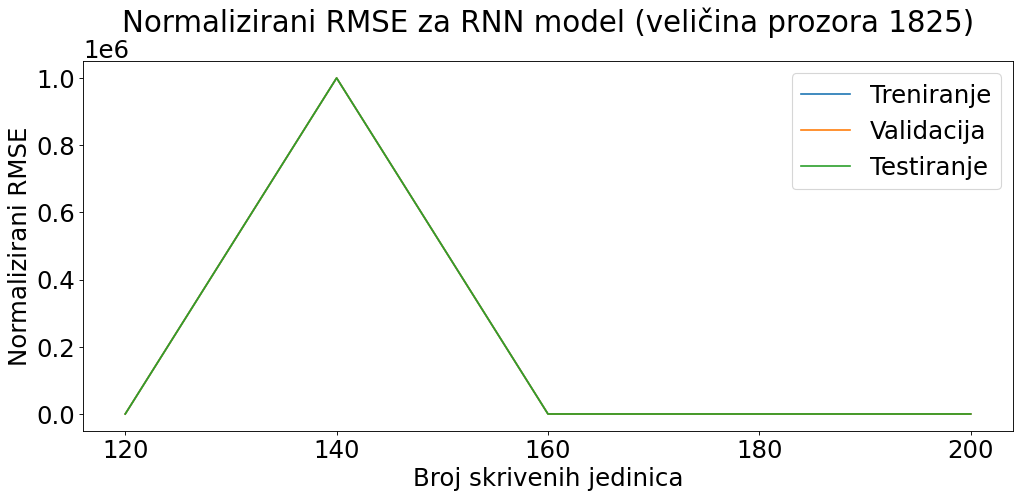 Normalizirani RMSE za RNN model (veličina prozora 1825)
1e6
1.0
0.8
0.6
0.4
0.2
0.0
Normalizirani RMSE
Treniranje
Validacija
Testiranje
120 140 160 180 200
Broj skrivenih jedinica